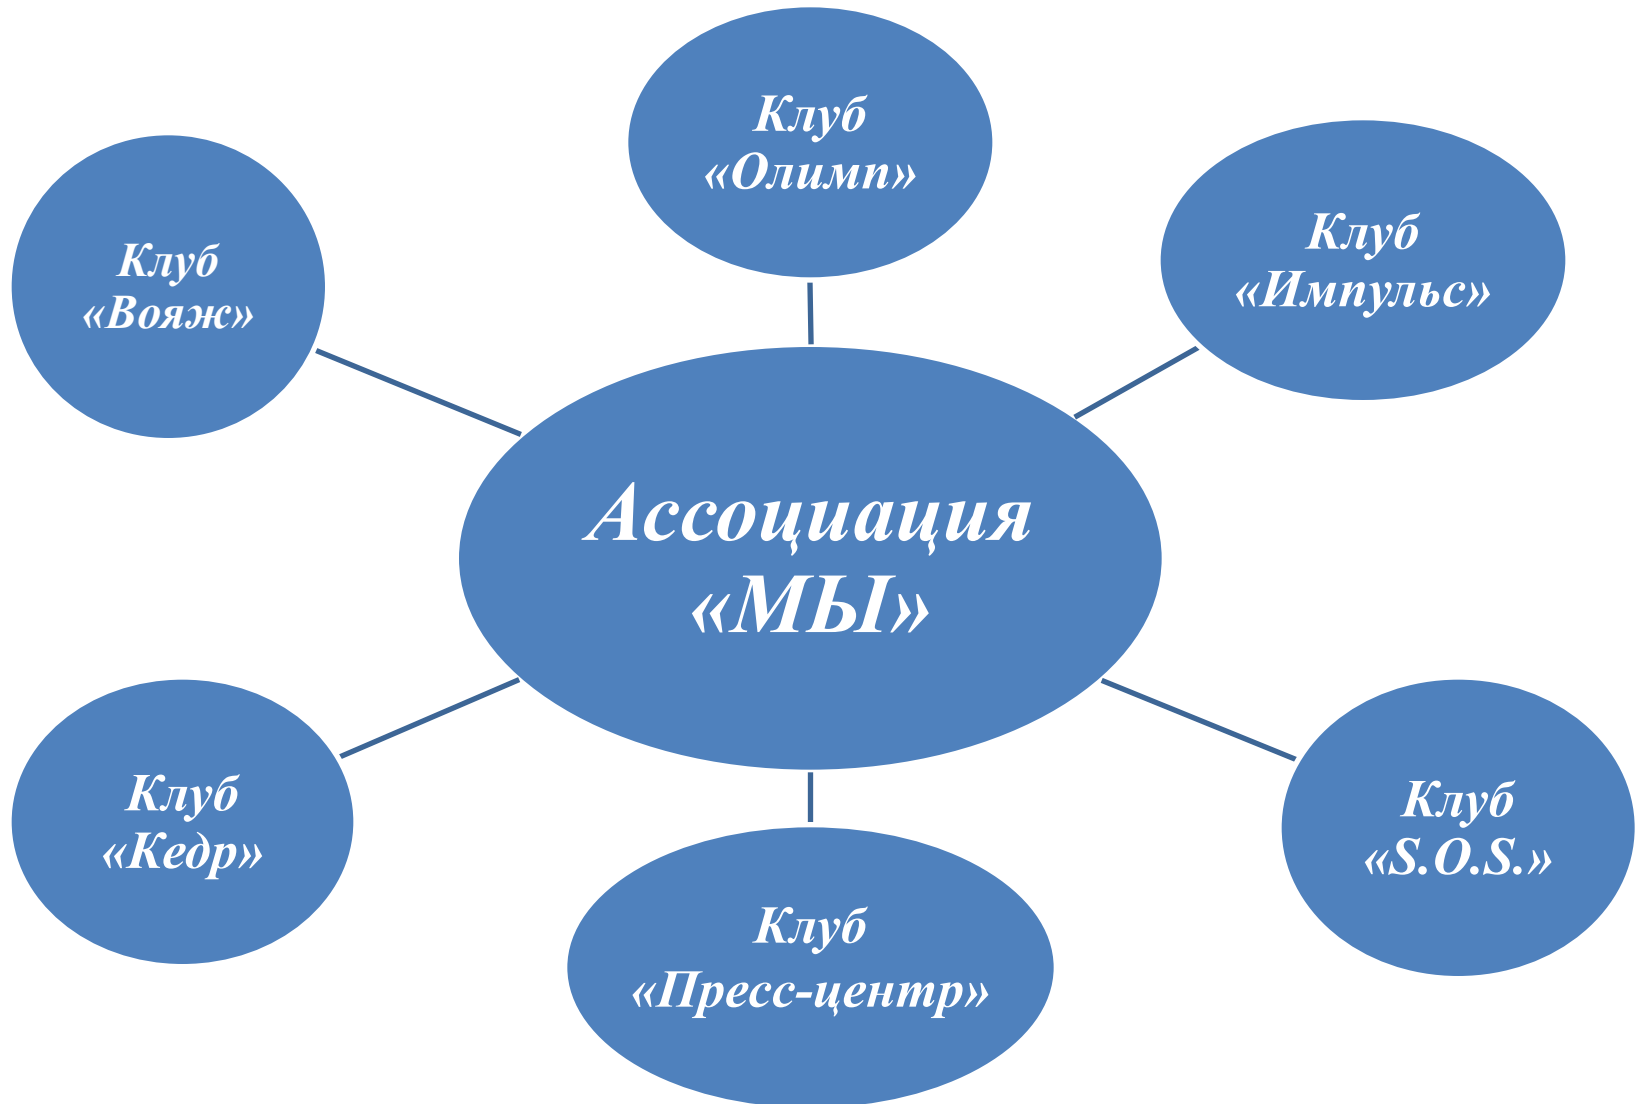 Клуб
«Олимп»
Клуб
«Импульс»
Клуб
«Вояж»
Ассоциация
«МЫ»
Клуб
«Кедр»
Клуб
«S.O.S.»
Клуб
«Пресс-центр»